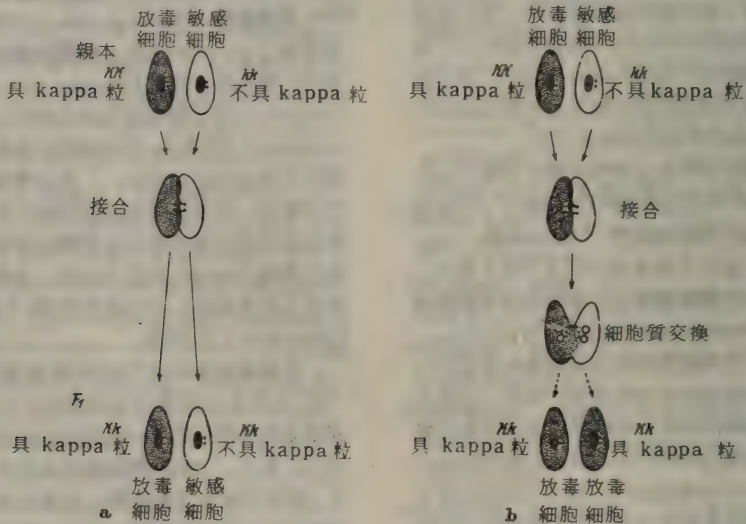 放毒 敏感
細胞 細胞
親本
KK kk
具 kappa 粒 不具 kappa 粒
接合
F1
Kk Kk
具 kappa 粒 不具 kappa 粒
放毒 敏感
a 細胞 細胞
放毒 敏感
細胞 細胞
KK kk
具 kappa 粒 不具 kappa 粒
接合
細胞質交換
Kk Kk
具 kappa 粒 具 kappa 粒
放毒 放毒
b 細胞 細胞